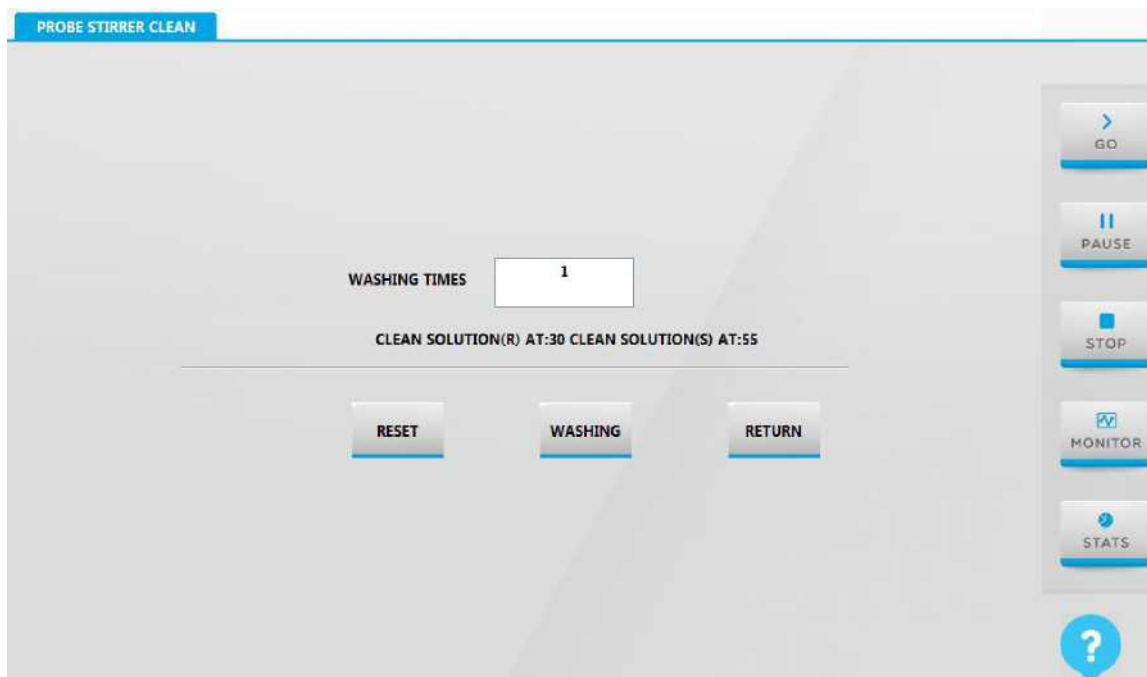 PROBE STIRRER CLEAN
GO
PAUSE
WASHING TIMES 1
CLEAN SOLUTION(R) AT:30 CLEAN SOLUTION(S) AT:55
STOP
RESET WASHING RETURN
MONITOR
STATS
?